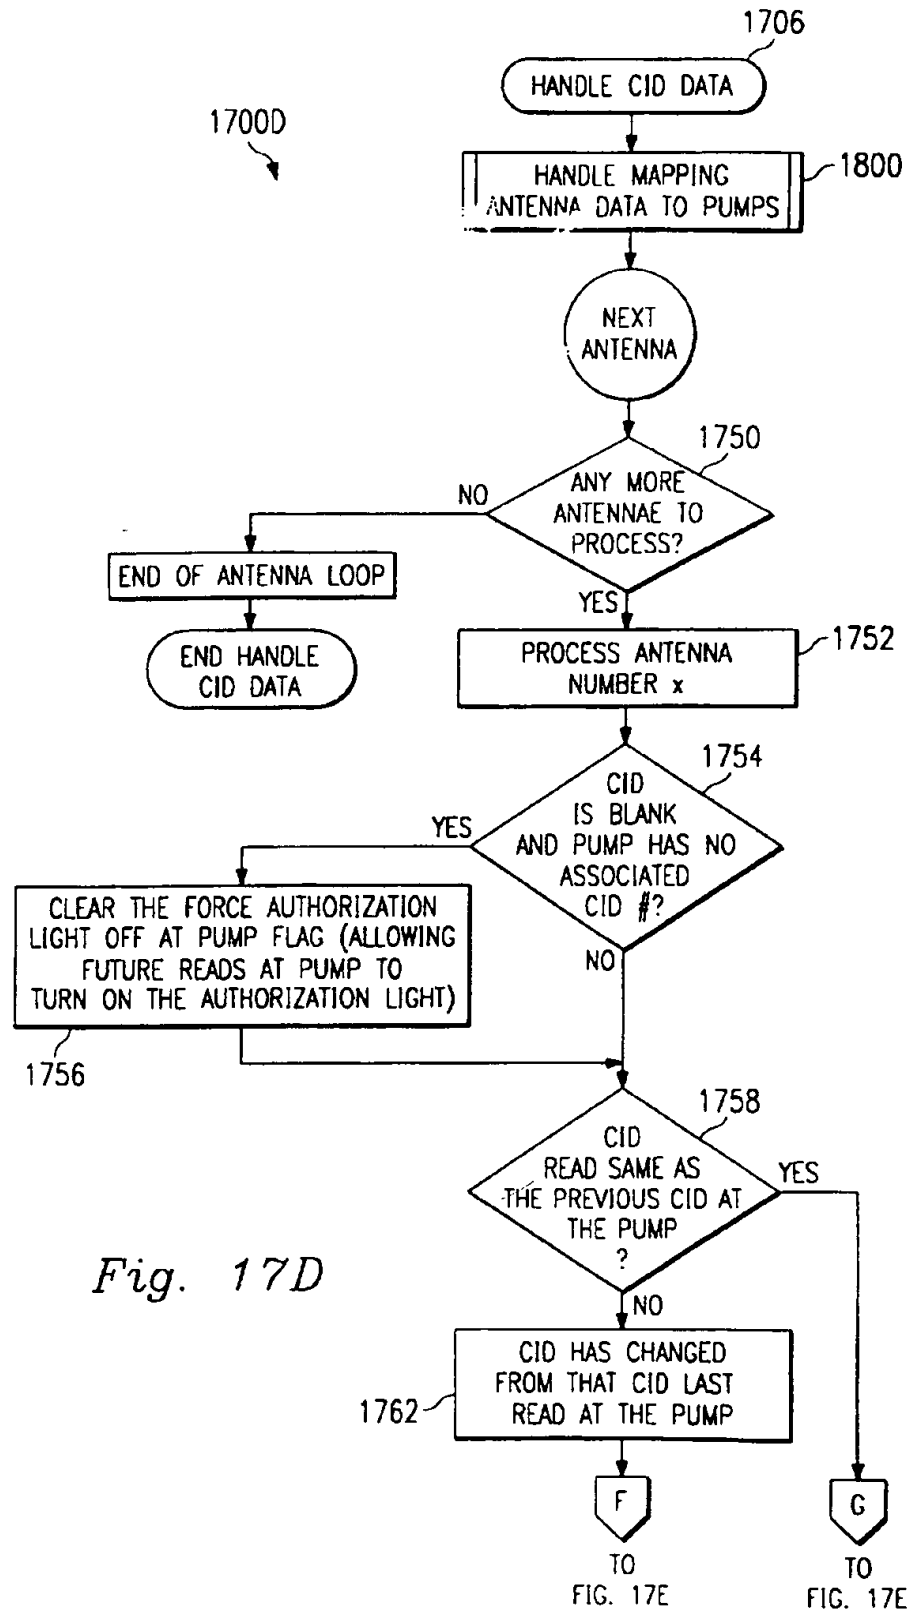 1706
HANDLE CID DATA
1700D
HANDLE MAPPING
ANTENNA DATA TO PUMPS
1800
NEXT
ANTENNA
1750
ANY MORE
ANTENNAE TO
PROCESS?
NO
YES
END OF ANTENNA LOOP
END HANDLE
CID DATA
PROCESS ANTENNA
NUMBER x
1752
1754
CID
IS BLANK
AND PUMP HAS NO
ASSOCIATED
CID #?
YES
NO
CLEAR THE FORCE AUTHORIZATION
LIGHT OFF AT PUMP FLAG (ALLOWING
FUTURE READS AT PUMP TO
TURN ON THE AUTHORIZATION LIGHT)
1756
1758
CID
READ SAME AS
THE PREVIOUS CID AT
THE PUMP
?
YES
NO
Fig. 17D
CID HAS CHANGED
FROM THAT CID LAST
READ AT THE PUMP
1762
F
TO
FIG. 17E
G
TO
FIG. 17E